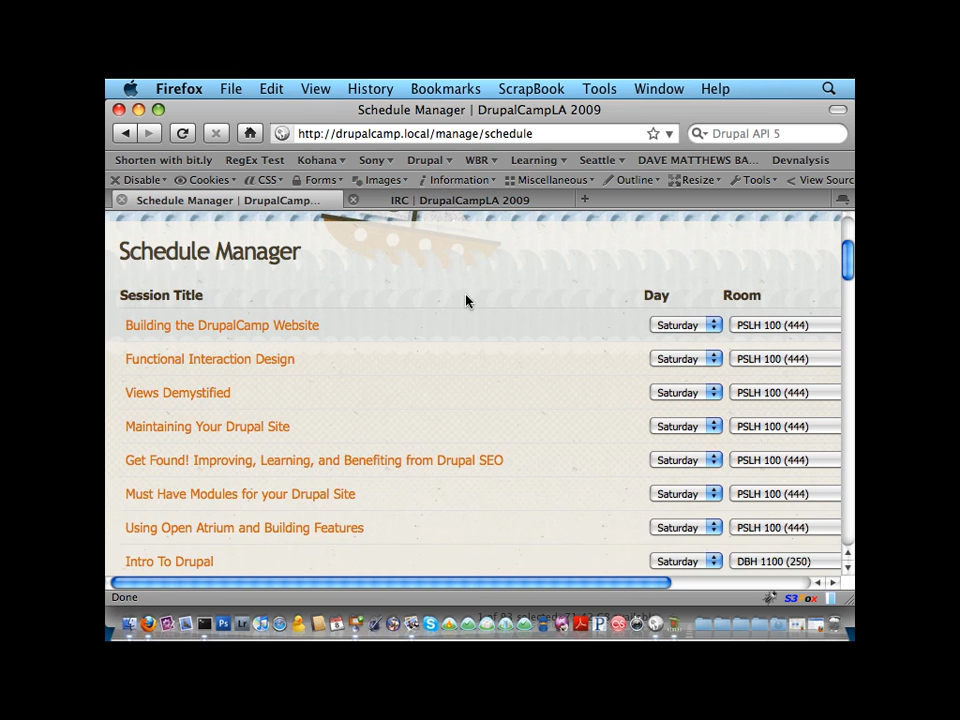 Firefox File Edit View History Bookmarks ScrapBook Tools Window Help
Schedule Manager | DrupalCampLA 2009
http://drupalcamp.local/manage/schedule Drupal API 5
Shorten with bit.ly RegEx Test Kohana Sony Drupal WBR Learning Seattle DAVE MATTHEWS BA... Devnalysis
Disable Cookies CSS Forms Images Information Miscellaneous Outline Resize Tools View Sourc
Schedule Manager | DrupalCamp... IRC | DrupalCampLA 2009
Schedule Manager
Session Title Day Room
Building the DrupalCamp Website Saturday PSLH 100 (444)
Functional Interaction Design Saturday PSLH 100 (444)
Views Demystified Saturday PSLH 100 (444)
Maintaining Your Drupal Site Saturday PSLH 100 (444)
Get Found! Improving, Learning, and Benefiting from Drupal SEO Saturday PSLH 100 (444)
Must Have Modules for your Drupal Site Saturday PSLH 100 (444)
Using Open Atrium and Building Features Saturday PSLH 100 (444)
Intro To Drupal Saturday DBH 1100 (250)
Done S3Fox